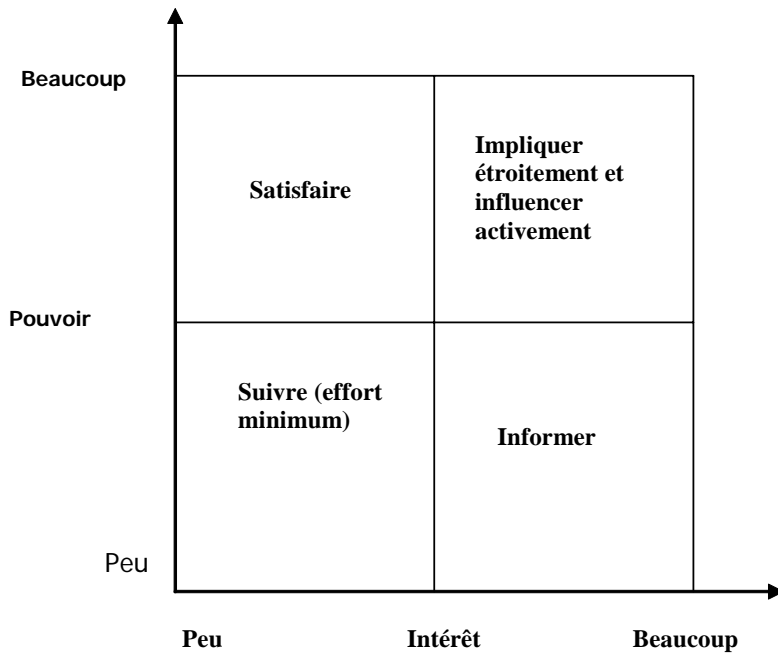 Beaucoup
Satisfaire
Impliquer
étroitement et
influencer
activement
Pouvoir
Suivre (effort
minimum)
Informer
Peu
Peu
Intérêt
Beaucoup